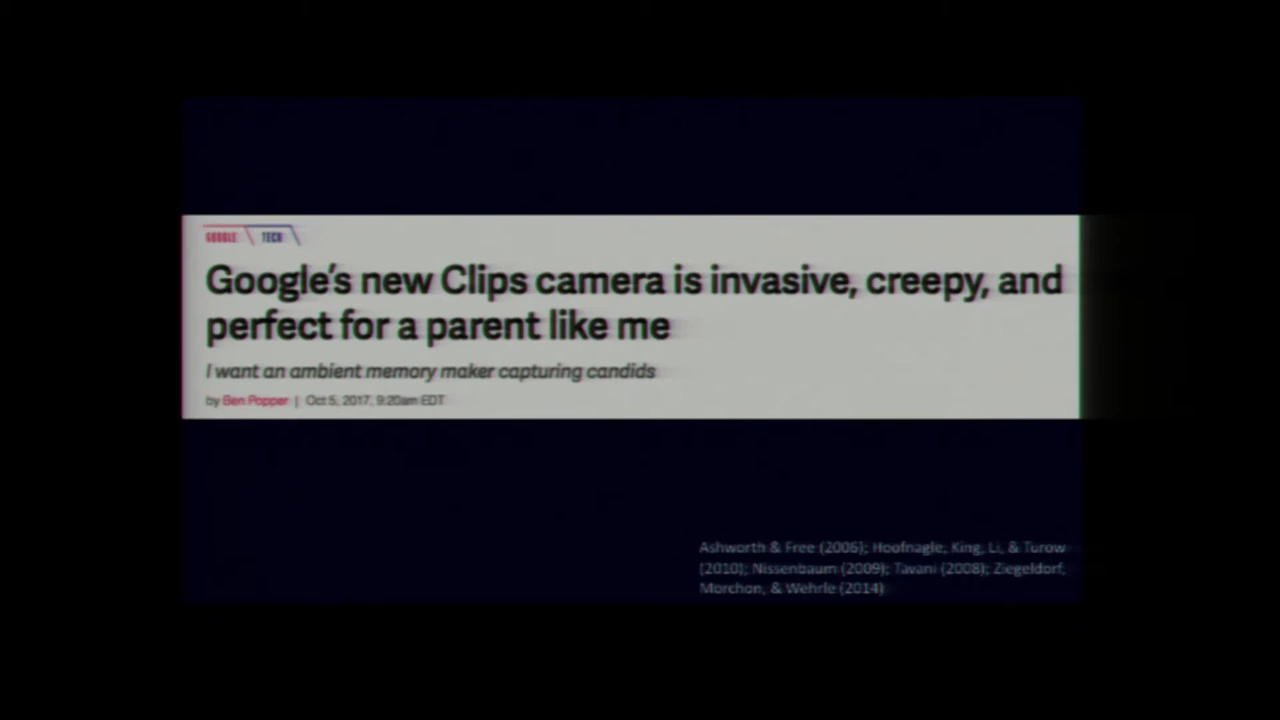 GOOGLE TECH
Google's new Clips camera is invasive, creepy, and
perfect for a parent like me
I want an ambient memory maker capturing candids
by Ben Popper | Oct 5, 2017, 9:20am EDT
Ashworth & Free (2006); Hoofnagle, King, Li, & Turow
(2010); Nissenbaum (2009); Tavani (2008); Ziegeldorf,
Morchon, & Wehrle (2014)